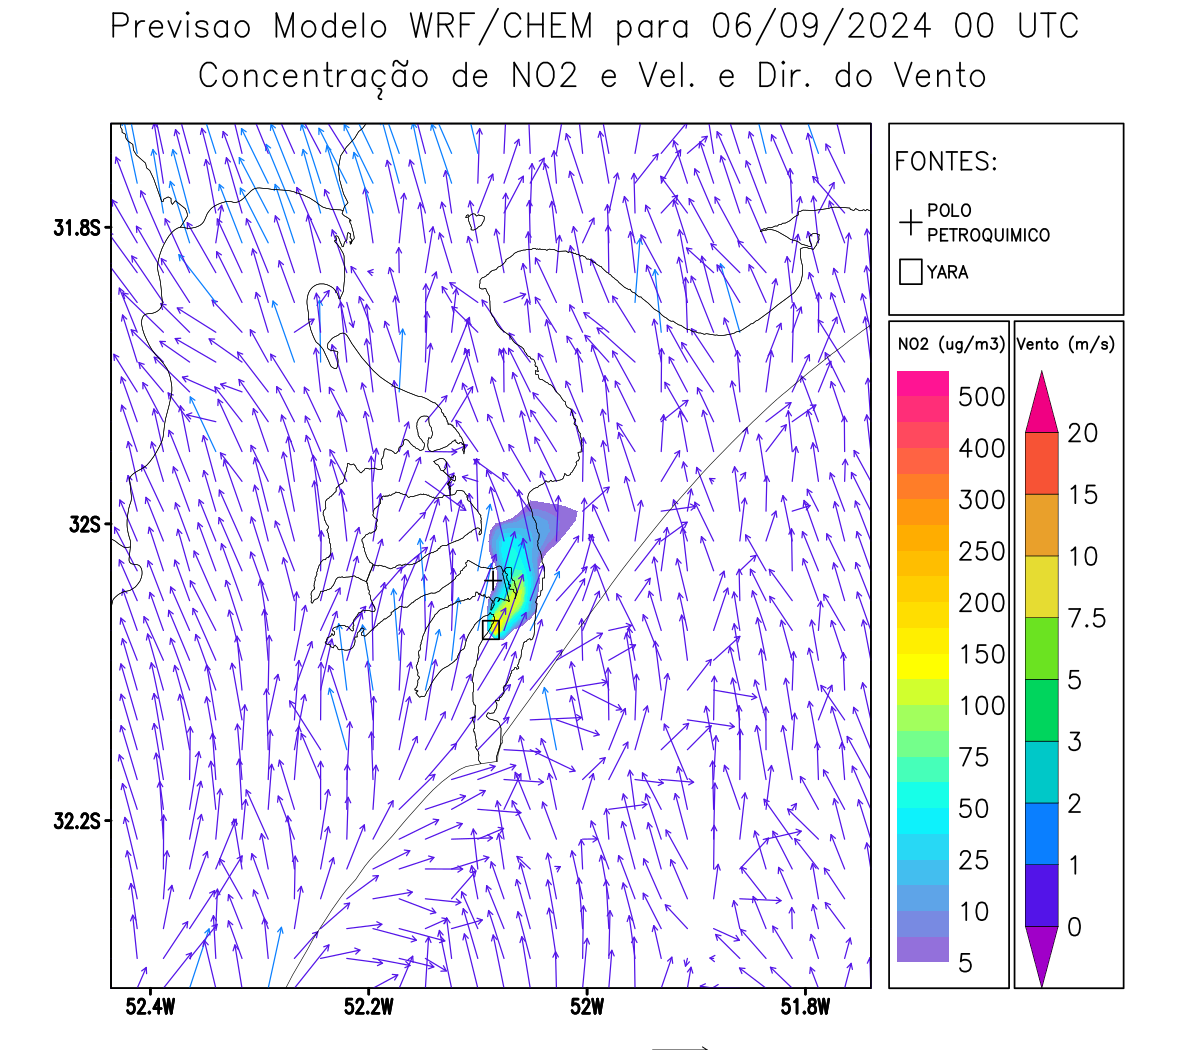 Previsao Modelo WRF/CHEM para 06/09/2024 00 UTC
Concentração de NO2 e Vel. e Dir. do Vento
FONTES:
POLO
PETROQUIMICO
YARA
31.8S
32S
32.2S
52.4W
52.2W
52W
51.8W
NO2 (ug/m3)
500
400
300
250
200
150
100
75
50
25
10
5
Vento (m/s)
20
15
10
7.5
5
3
2
1
0